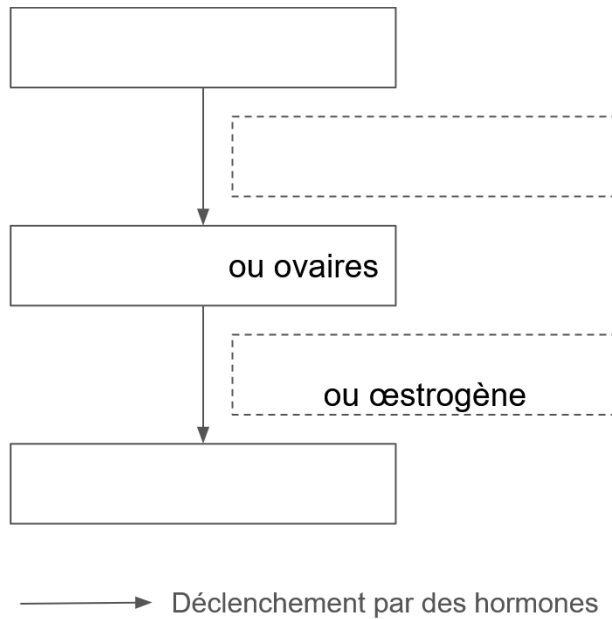 ou ovaires
ou œstrogène
Déclenchement par des hormones